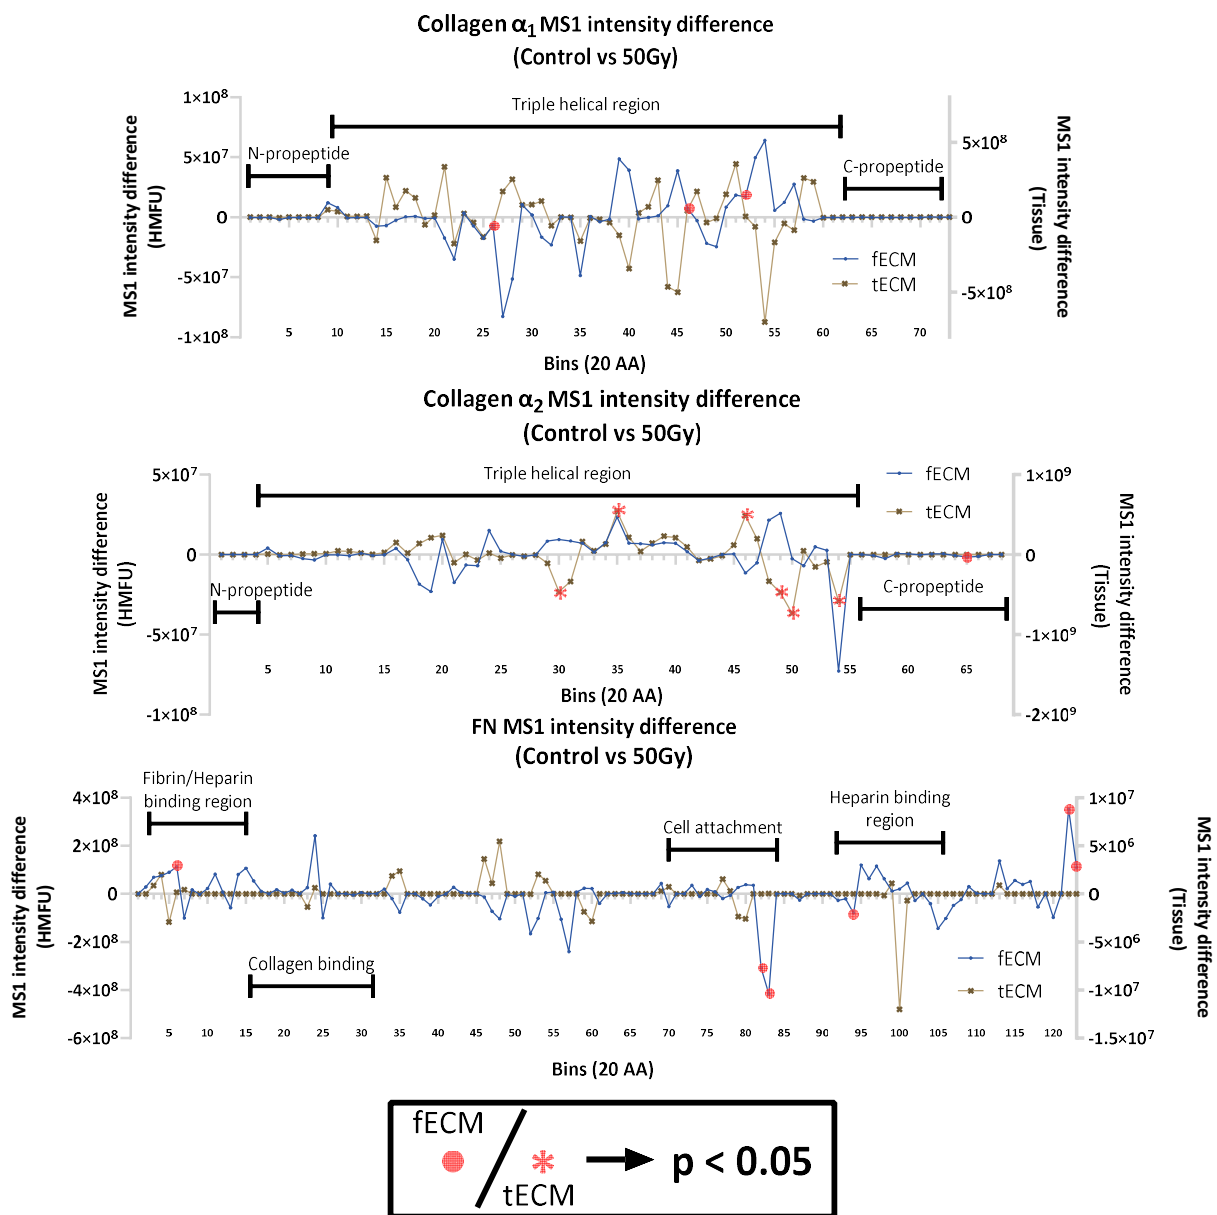 Collagen α₁ MS1 intensity difference
(Control vs 50Gy)
MS1 intensity difference
(HMFU)
1×10⁸
5×10⁷
0
-5×10⁷
-1×10⁸
N-propeptide
Triple helical region
C-propeptide
5×10⁸
0
-5×10⁸
MS1 intensity difference
(Tissue)
fECM
tECM
5 10 15 20 25 30 35 40 45 50 55 60 65 70
Bins (20 AA)
Collagen α₂ MS1 intensity difference
(Control vs 50Gy)
MS1 intensity difference
(HMFU)
5×10⁷
0
-5×10⁷
-1×10⁸
Triple helical region
N-propeptide
C-propeptide
fECM
tECM
1×10⁹
0
-1×10⁹
-2×10⁹
MS1 intensity difference
(Tissue)
5 10 15 20 25 30 35 40 45 50 55 60 65
Bins (20 AA)
FN MS1 intensity difference
(Control vs 50Gy)
MS1 intensity difference
(HMFU)
4×10⁸
2×10⁸
0
-2×10⁸
-4×10⁸
-6×10⁸
Fibrin/Heparin
binding region
Collagen binding
Cell attachment
Heparin binding
region
fECM
tECM
1×10⁷
5×10⁶
0
-5×10⁶
-1×10⁷
-1.5×10⁷
MS1 intensity difference
(Tissue)
5 10 15 20 25 30 35 40 45 50 55 60 65 70 75 80 85 90 95 100 105 110 115 120
Bins (20 AA)
fECM
tECM
p < 0.05